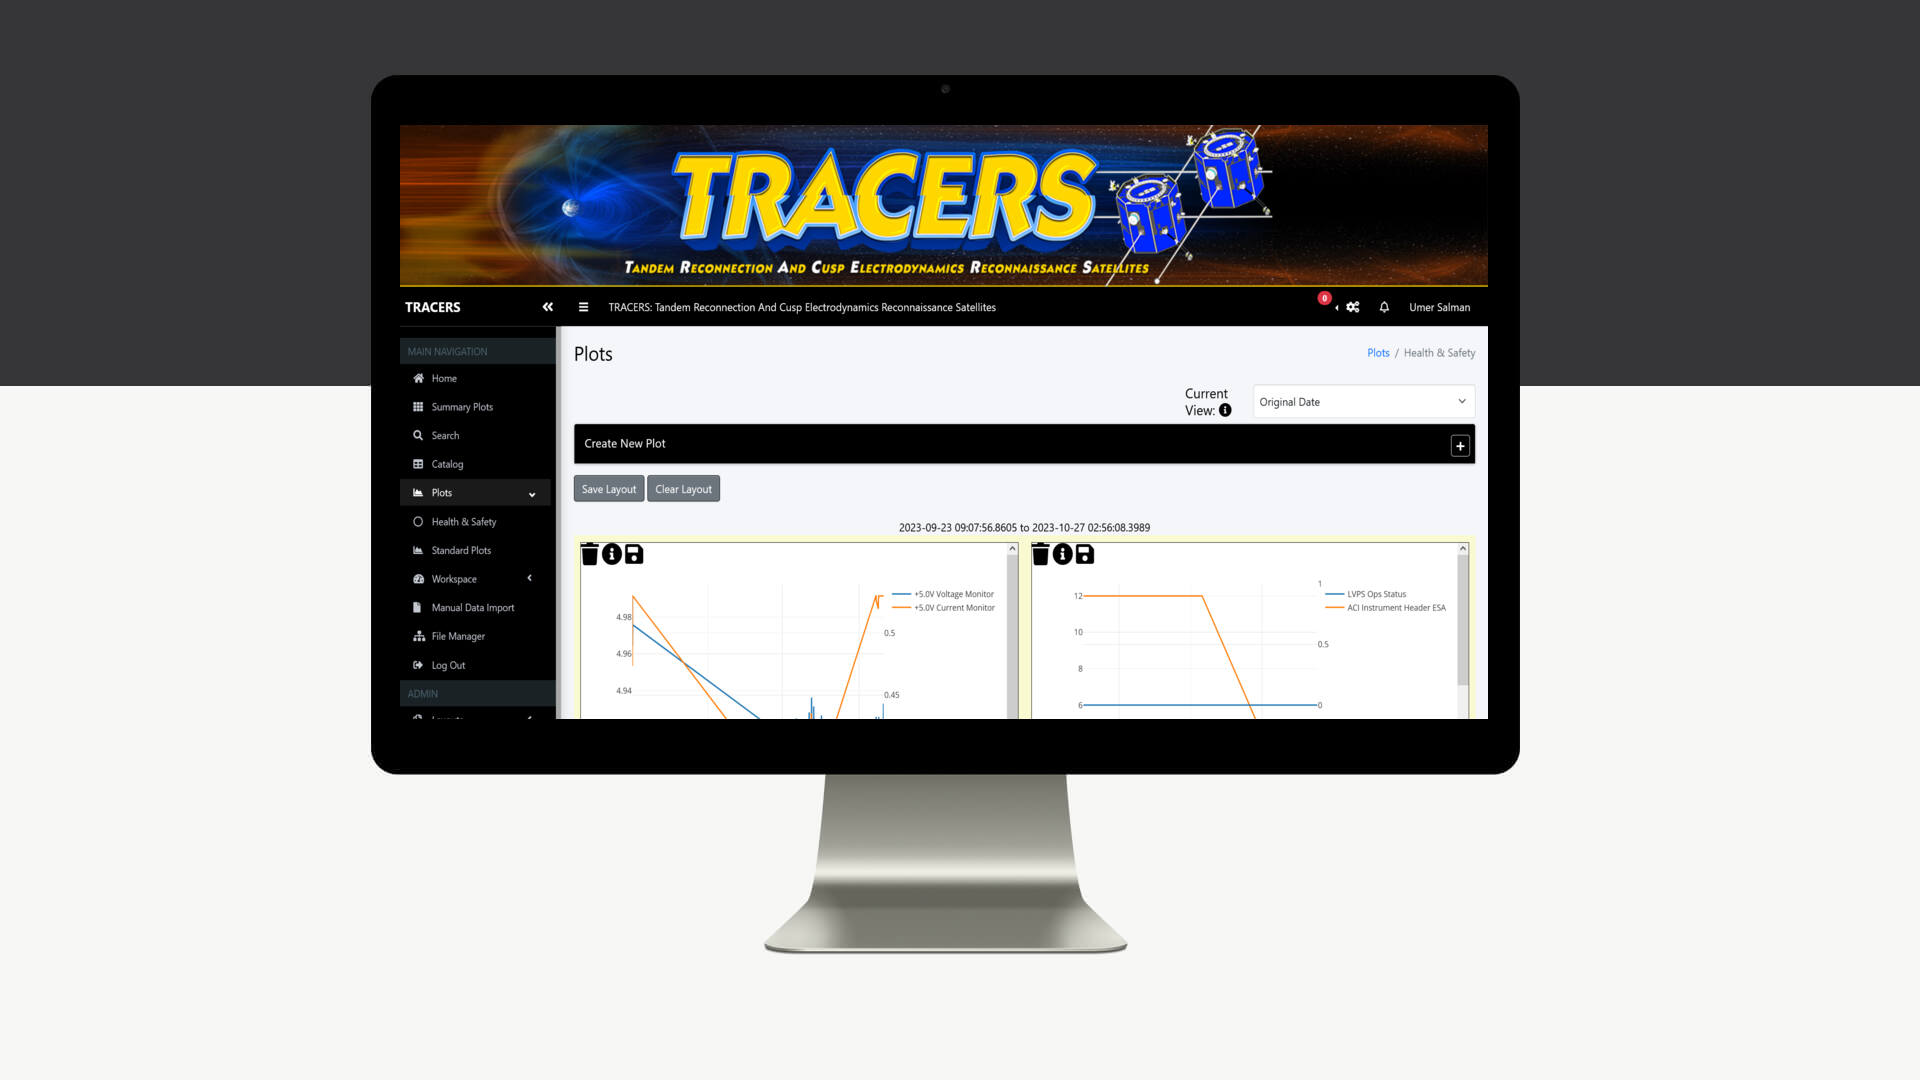 TRACERS
TANDEM RECONNECTION AND CUSP ELECTRODYNAMICS RECONNAISSANCE SATELLITES
TRACERS
TRACERS: Tandem Reconnection And Cusp Electrodynamics Reconnaissance Satellites
0
Umer Salman
MAIN NAVIGATION
Home
Summary Plots
Search
Catalog
Plots
Health & Safety
Standard Plots
Workspace
Manual Data Import
File Manager
Log Out
ADMIN
Plots
Plots / Health & Safety
Current View:
Original Date
Create New Plot
+
Save Layout
Clear Layout
2023-09-23 09:07:56.8605 to 2023-10-27 02:56:08.3989
4.98
4.96
4.94
+5.0V Voltage Monitor
+5.0V Current Monitor
0.5
0.45
12
10
8
6
1
0.5
0
LVPS Ops Status
ACI Instrument Header ESA